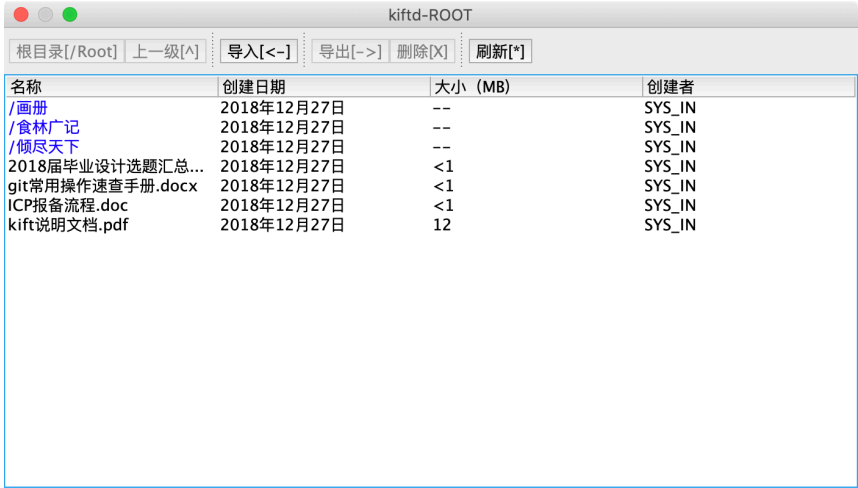 kiftd-ROOT
根目录[/Root] 上一级[^] 导入[<-] 导出[->] 删除[X] 刷新[*]
名称 创建日期 大小（MB） 创建者
/画册 2018年12月27日 -- SYS_IN
/食林广记 2018年12月27日 -- SYS_IN
/倾尽天下 2018年12月27日 -- SYS_IN
2018届毕业设计选题汇总... 2018年12月27日 <1 SYS_IN
git常用操作速查手册.docx 2018年12月27日 <1 SYS_IN
ICP报备流程.doc 2018年12月27日 <1 SYS_IN
kift说明文档.pdf 2018年12月27日 12 SYS_IN